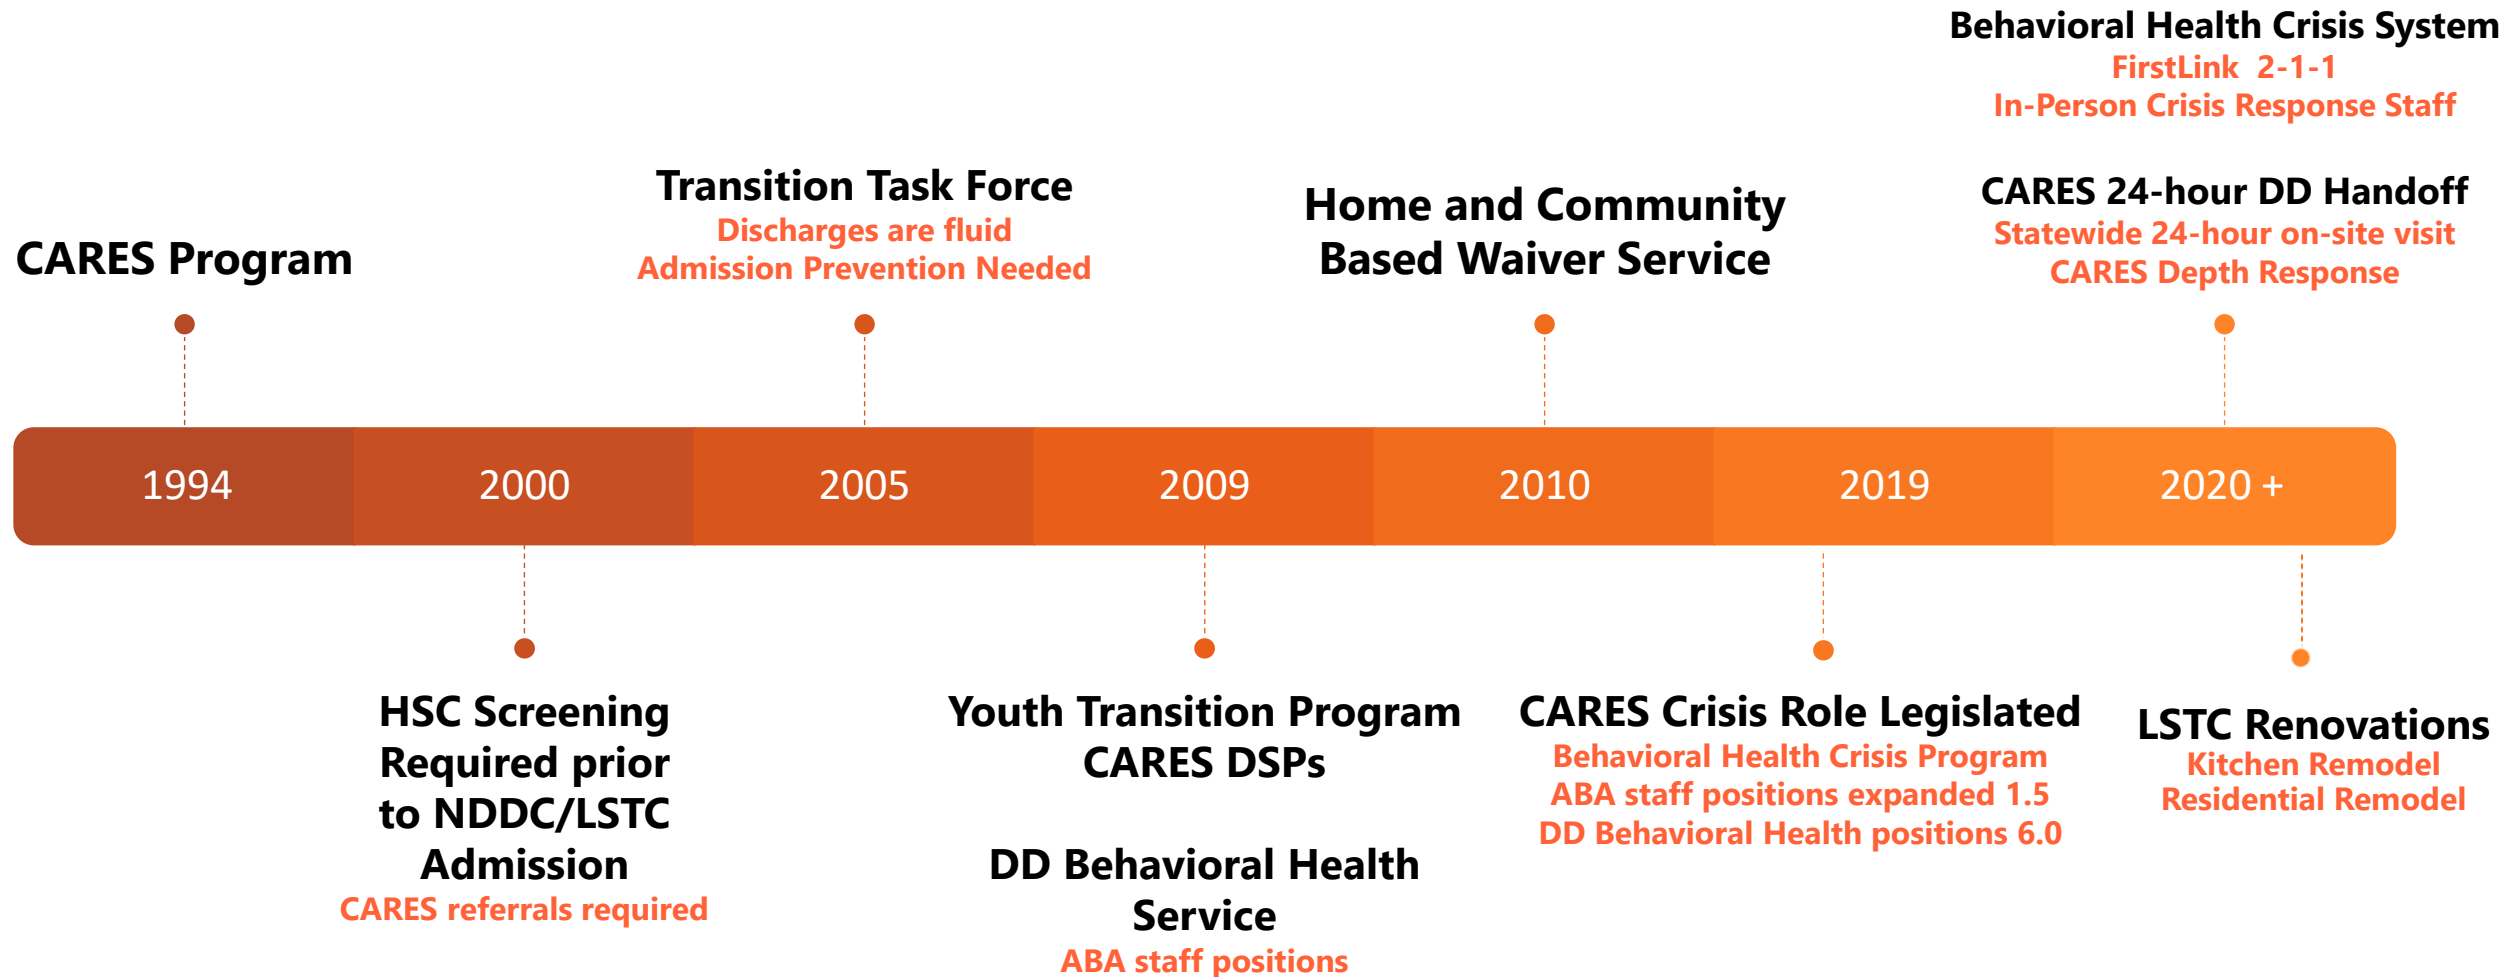 Behavioral Health Crisis System
FirstLink  2-1-1
In-Person Crisis Response Staff
CARES 24-hour DD Handoff
Statewide 24-hour on-site visit
CARES Depth Response
Transition Task Force
Discharges are fluid
Admission Prevention Needed
Home and Community
Based Waiver Service
CARES Program
1994
2000
2005
2009
2010
2019
2020 +
HSC Screening
Required prior
to NDDC/LSTC
Admission
CARES referrals required
Youth Transition Program
CARES DSPs
DD Behavioral Health
Service
ABA staff positions
CARES Crisis Role Legislated
Behavioral Health Crisis Program
ABA staff positions expanded 1.5
DD Behavioral Health positions 6.0
LSTC Renovations
Kitchen Remodel
Residential Remodel